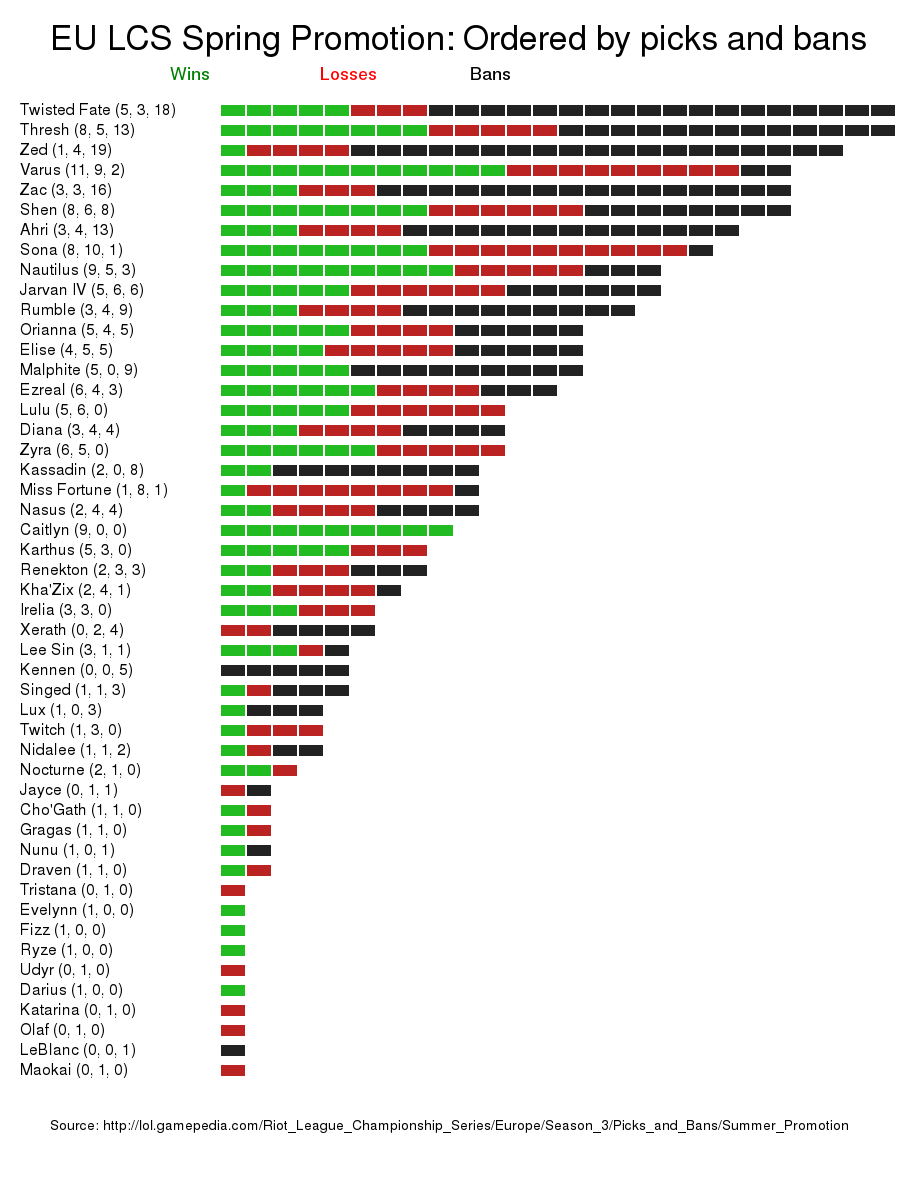 EU LCS Spring Promotion: Ordered by picks and bans
Wins Losses Bans
Twisted Fate (5, 3, 18)
Thresh (8, 5, 13)
Zed (1, 4, 19)
Varus (11, 9, 2)
Zac (3, 3, 16)
Shen (8, 6, 8)
Ahri (3, 4, 13)
Sona (8, 10, 1)
Nautilus (9, 5, 3)
Jarvan IV (5, 6, 6)
Rumble (3, 4, 9)
Orianna (5, 4, 5)
Elise (4, 5, 5)
Malphite (5, 0, 9)
Ezreal (6, 4, 3)
Lulu (5, 6, 0)
Diana (3, 4, 4)
Zyra (6, 5, 0)
Kassadin (2, 0, 8)
Miss Fortune (1, 8, 1)
Nasus (2, 4, 4)
Caitlyn (9, 0, 0)
Karthus (5, 3, 0)
Renekton (2, 3, 3)
Kha'Zix (2, 4, 1)
Irelia (3, 3, 0)
Xerath (0, 2, 4)
Lee Sin (3, 1, 1)
Kennen (0, 0, 5)
Singed (1, 1, 3)
Lux (1, 0, 3)
Twitch (1, 3, 0)
Nidalee (1, 1, 2)
Nocturne (2, 1, 0)
Jayce (0, 1, 1)
Cho'Gath (1, 1, 0)
Gragas (1, 1, 0)
Nunu (1, 0, 1)
Draven (1, 1, 0)
Tristana (0, 1, 0)
Evelynn (1, 0, 0)
Fizz (1, 0, 0)
Ryze (1, 0, 0)
Udyr (0, 1, 0)
Darius (1, 0, 0)
Katarina (0, 1, 0)
Olaf (0, 1, 0)
LeBlanc (0, 0, 1)
Maokai (0, 1, 0)
Source: http://lol.gamepedia.com/Riot_League_Championship_Series/Europe/Season_3/Picks_and_Bans/Summer_Promotion